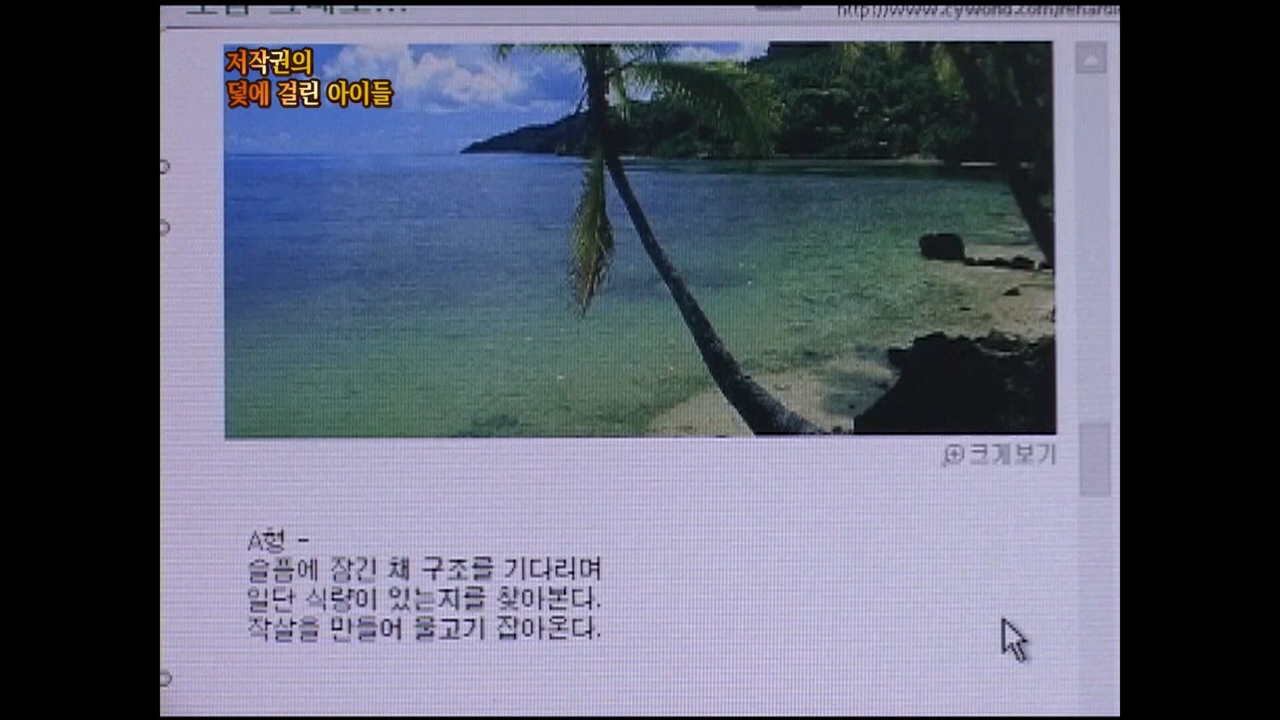 저작권의
덫에 걸린 아이들
크게보기
A형 -
슬픔에 잠긴 채 구조를 기다리며
일단 식량이 있는지를 찾아본다.
작살을 만들어 물고기 잡아온다.